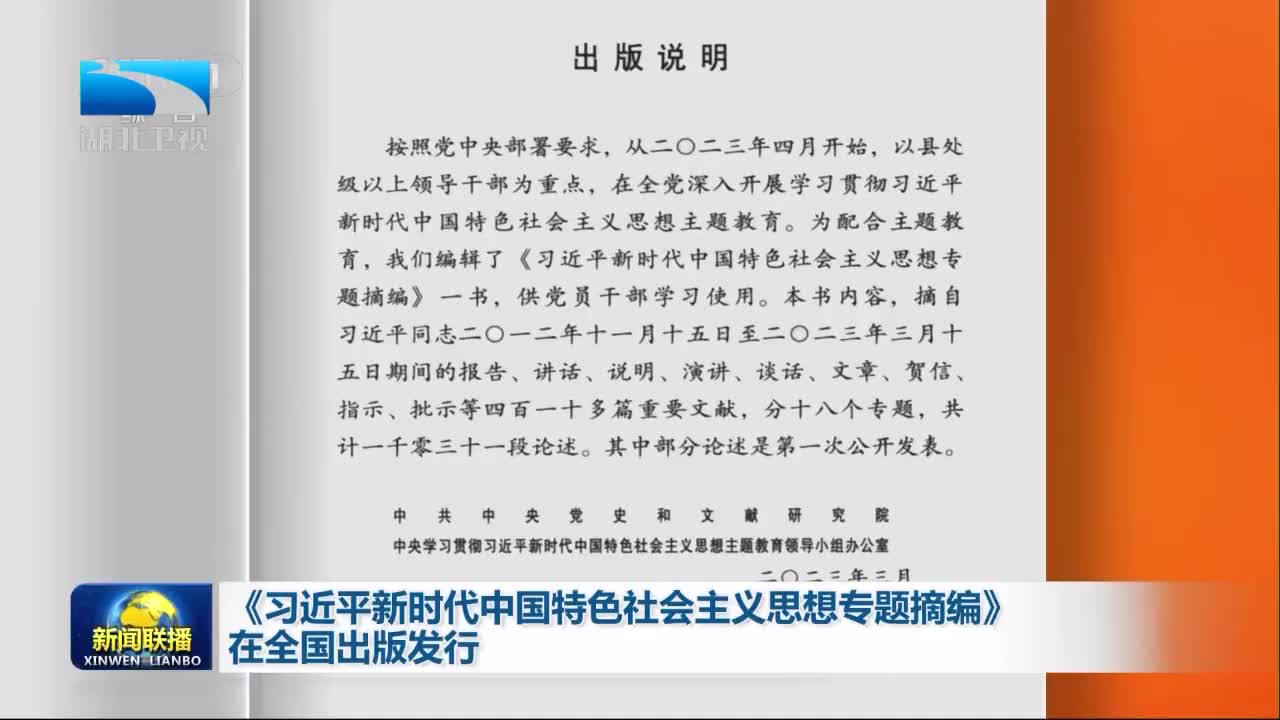 出版说明
湖北卫视
按照党中央部署要求，从二〇二三年四月开始，以县处
级以上领导干部为重点，在全党深入开展学习贯彻习近平
新时代中国特色社会主义思想主题教育。为配合主题教
育，我们编辑了《习近平新时代中国特色社会主义思想专
题摘编》一书，供党员干部学习使用。本书内容，摘自
习近平同志二〇一二年十一月十五日至二〇二三年三月十
五日期间的报告、讲话、说明、演讲、谈话、文章、贺信、
指示、批示等四百一十多篇重要文献，分十八个专题，共
计一千零三十一段论述。其中部分论述是第一次公开发表。
中共中央党史和文献研究院
中央学习贯彻习近平新时代中国特色社会主义思想主题教育领导小组办公室
二〇二三年三月
《习近平新时代中国特色社会主义思想专题摘编》
在全国出版发行
新闻联播
XINWEN LIANBO